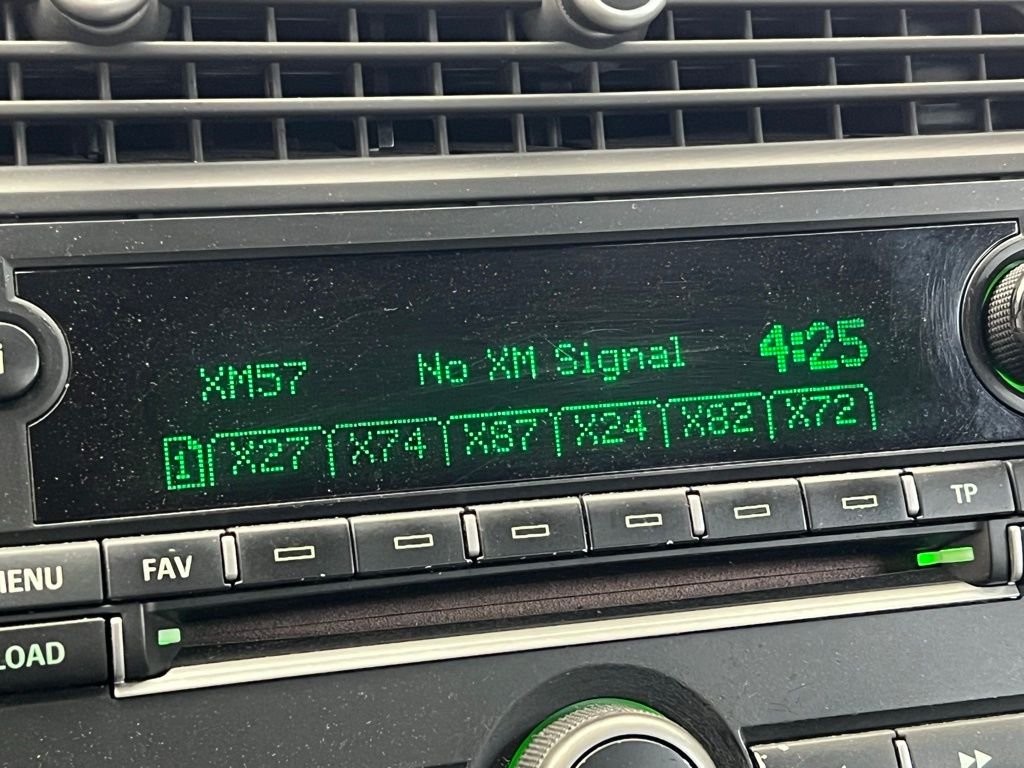 XM57 No XM Signal 4:25
1 X27 X74 X87 X24 X82 X72
FAV TP
MENU
LOAD